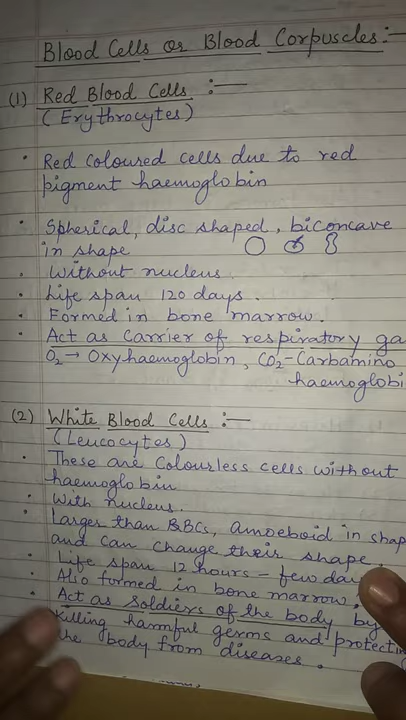 Blood Cells or Blood Corpuscles :-
(1) Red Blood Cells :-
(Erythrocytes)
• Red coloured cells due to red
pigment haemoglobin
• Spherical, disc shaped, biconcave
in shape
• Without nucleus.
• Life span 120 days.
• Formed in bone marrow.
• Act as carrier of respiratory ga
O₂ → Oxyhaemoglobin, CO₂ - Carbamino
haemoglobi
(2) White Blood Cells :-
(Leucocytes)
• These are Colourless cells without
haemoglobin
• With nucleus.
• Larger than RBCs, amoeboid in shap
and can change their shape.
• Life span 12 hours - few day
• Also formed in bone marrow.
• Act as soldiers of the body by
killing harmful germs and protecting
the body from diseases.